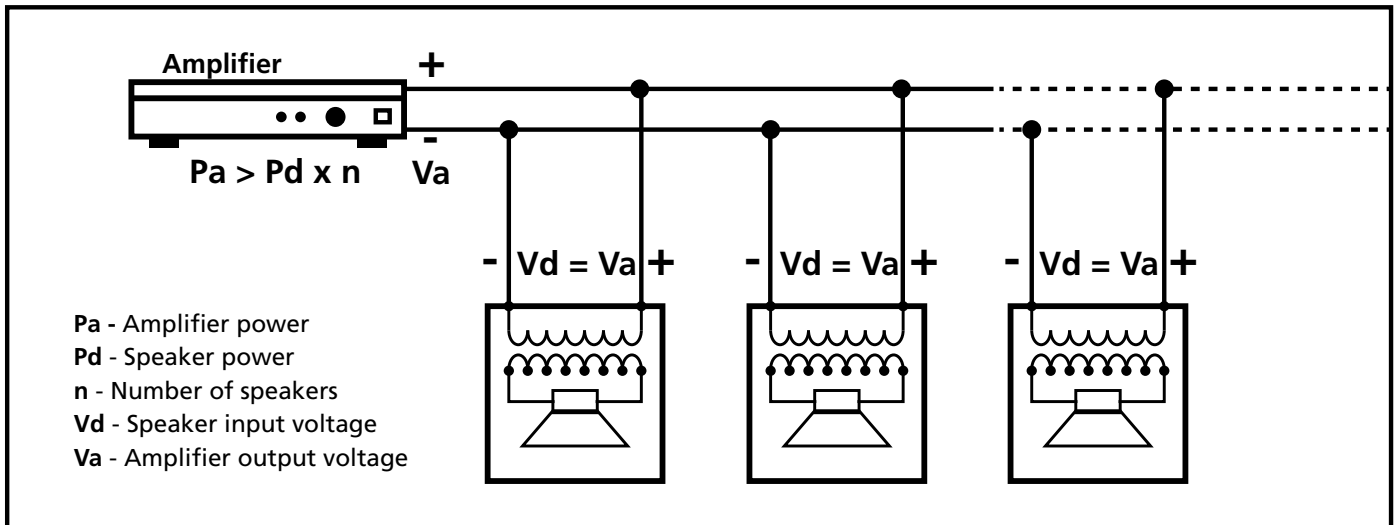 Amplifier
+
-
Pa > Pd x n
Va
- Vd = Va +
- Vd = Va +
- Vd = Va +
Pa - Amplifier power
Pd - Speaker power
n - Number of speakers
Vd - Speaker input voltage
Va - Amplifier output voltage